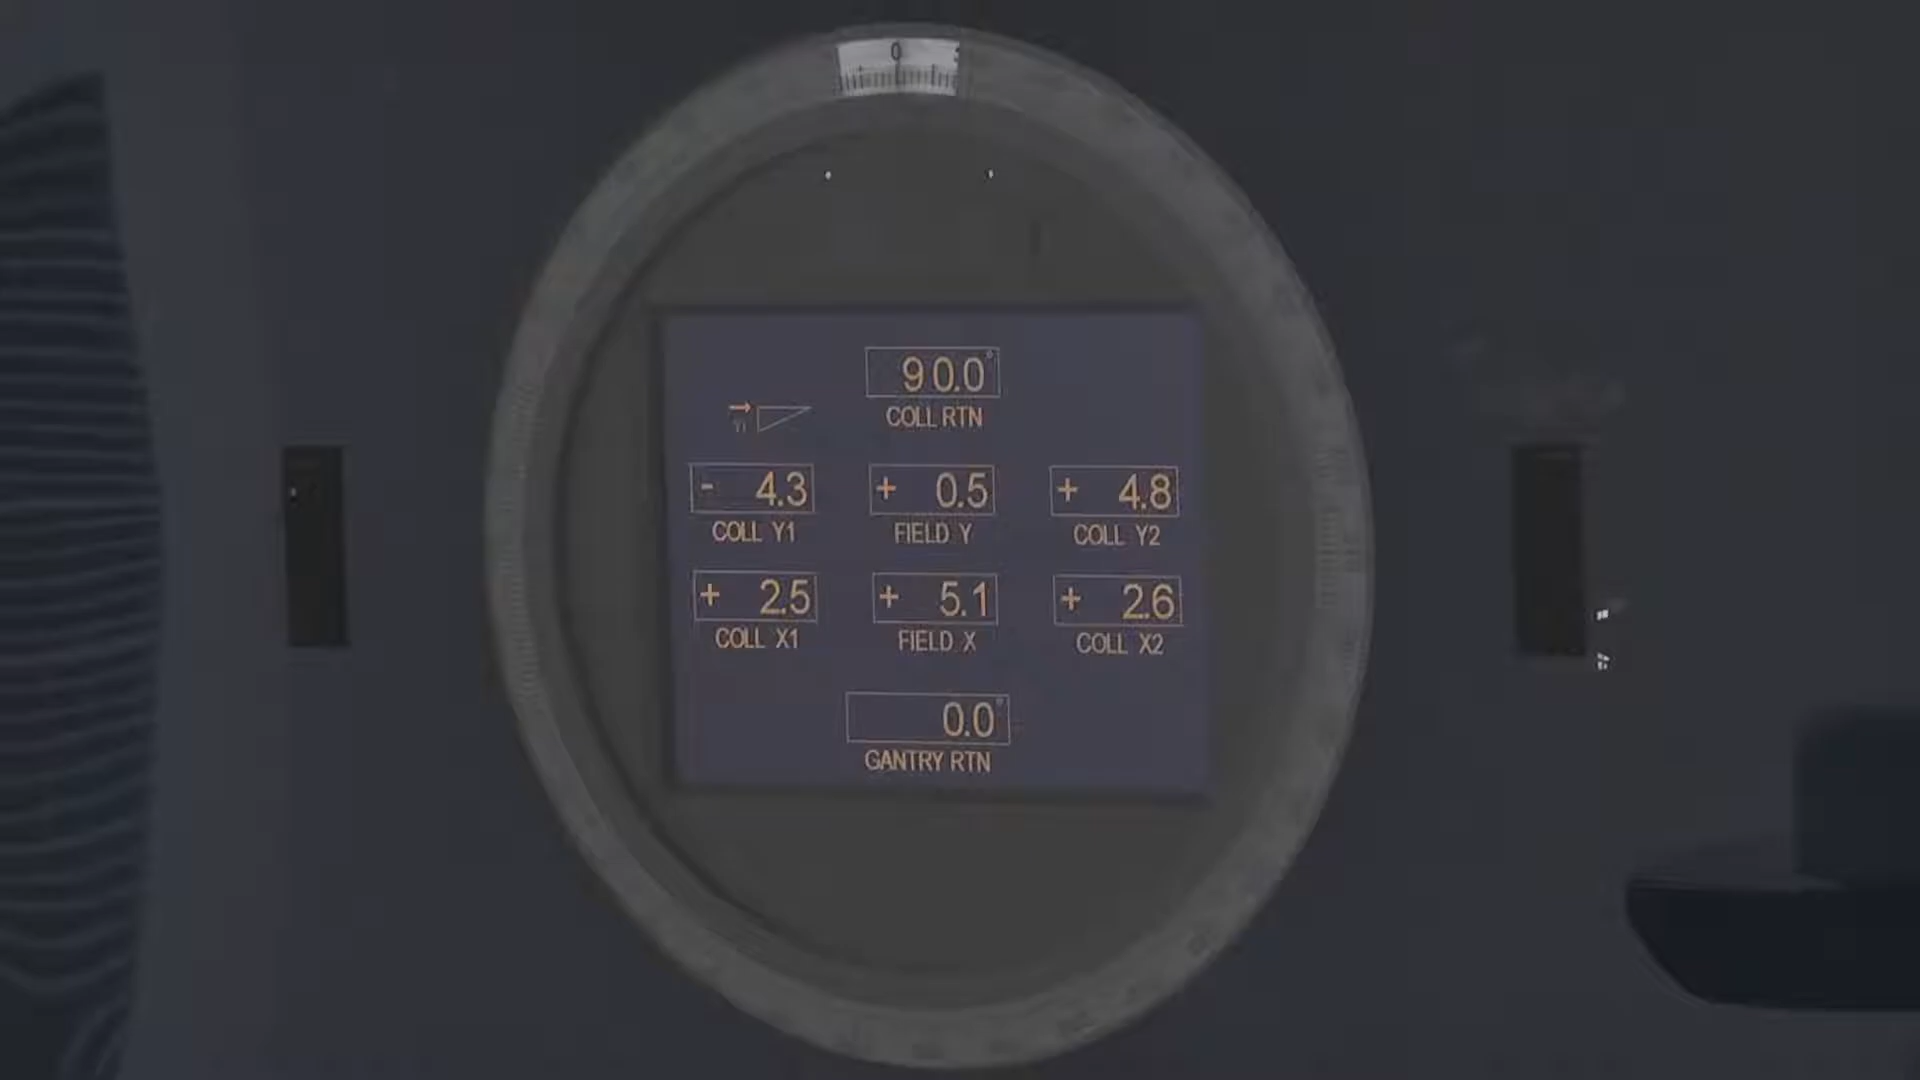 0
90.0°
COLL RTN
Y1
- 4.3 + 0.5 + 4.8
COLL Y1 FIELD Y COLL Y2
+ 2.5 + 5.1 + 2.6
COLL X1 FIELD X COLL X2
0.0°
GANTRY RTN